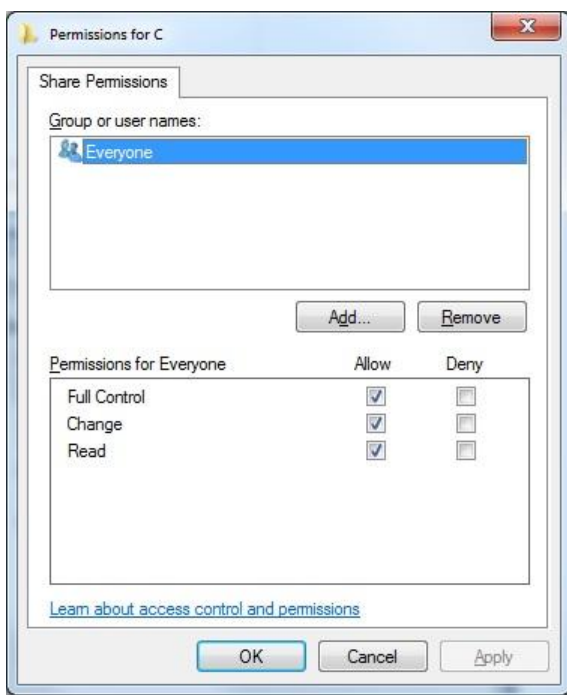 Permissions for C
Share Permissions
Group or user names:
Everyone
Add... Remove
Permissions for Everyone Allow Deny
Full Control
Change
Read
Learn about access control and permissions
OK Cancel Apply